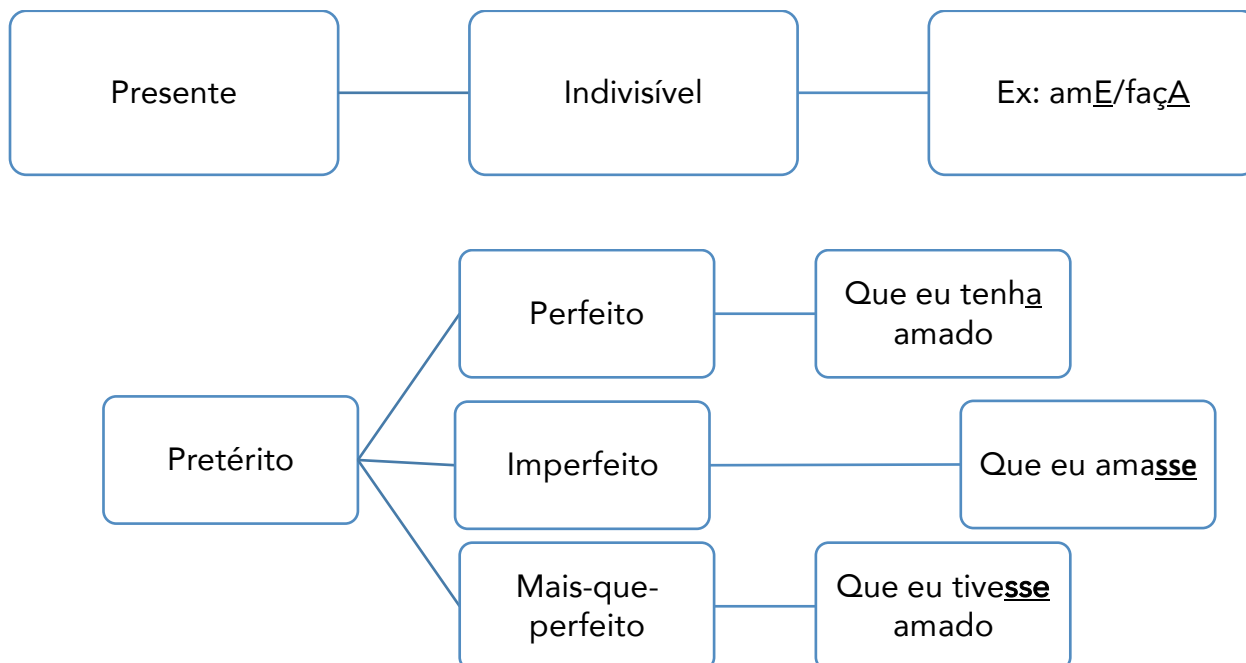 Presente
Indivisível
Ex: amE/façA
Perfeito
Que eu tenha
amado
Pretérito
Imperfeito
Que eu amasse
Mais-que-
perfeito
Que eu tivesse
amado